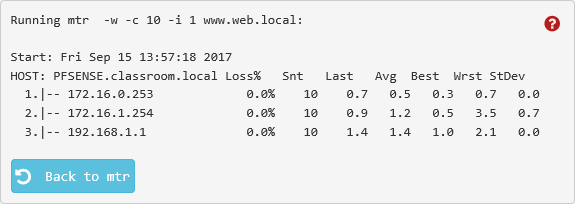 Running mtr  -w -c 10 -i 1 www.web.local:
Start: Fri Sep 15 13:57:18 2017
HOST: PFSENSE.classroom.local Loss%   Snt   Last   Avg  Best  Wrst StDev
  1.|-- 172.16.0.253             0.0%    10    0.7   0.5   0.3   0.7   0.0
  2.|-- 172.16.1.254             0.0%    10    0.9   1.2   0.5   3.5   0.7
  3.|-- 192.168.1.1              0.0%    10    1.4   1.4   1.0   2.1   0.0
Back to mtr